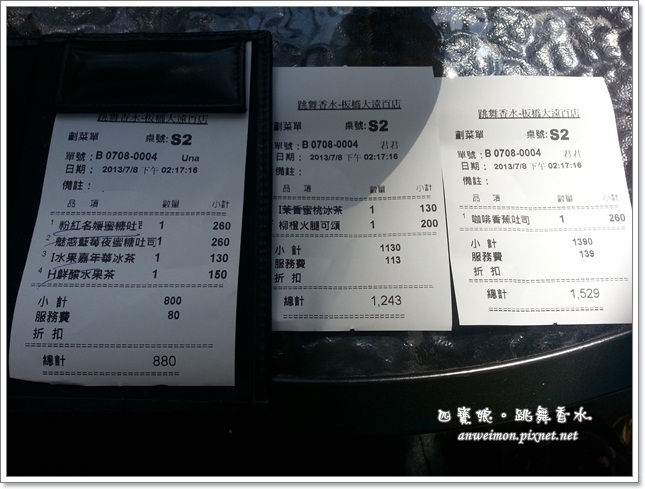 跳舞香水-板橋大遠百店
劃菜單 桌號: S2
單號: B 0708-0004 Una
日期: 2013/7/8 下午 02:17:16
備註:
品 項 數量 小計
1 粉紅名媛蜜糖吐司 1 260
2 魅惑藍莓夜蜜糖吐司 1 260
3 I水果嘉年華冰茶 1 130
4 H鮮釀水果茶 1 150
小 計 800
服務費 80
折 扣
總計 880
跳舞香水-板橋大遠百店
劃菜單 桌號: S2
單號: B 0708-0004 君君
日期: 2013/7/8 下午 02:17:16
備註:
品 項 數量 小計
I茉香蜜桃冰茶 1 130
柳橙火腿可頌 1 200
小 計 1130
服務費 113
折 扣
總計 1,243
跳舞香水-板橋大遠百店
劃菜單 桌號: S2
單號: B 0708-0004 君君
日期: 2013/7/8 下午 02:17:16
備註:
品 項 數量 小計
1 咖啡香蕉吐司 1 260
小 計 1390
服務費 139
折 扣
總計 1,529
四寶娘。跳舞香水
anweimon.pixnet.net